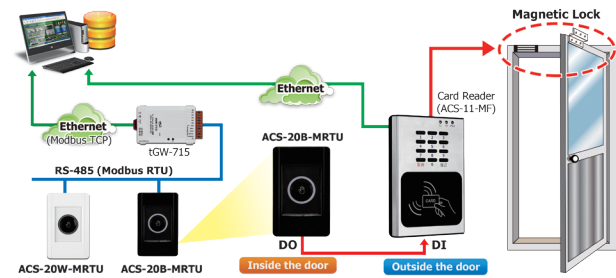 Magnetic Lock
Ethernet
Card Reader
(ACS-11-MF)
Ethernet
(Modbus TCP)
tGW-715
ACS-20B-MRTU
RS-485 (Modbus RTU)
CARD
DO
DI
ACS-20W-MRTU
ACS-20B-MRTU
Inside the door
Outside the door